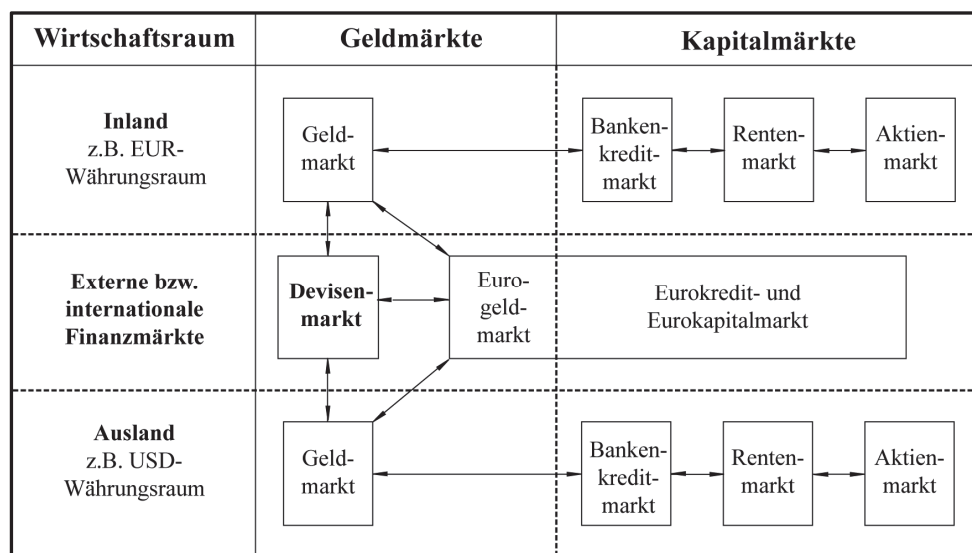 Wirtschaftsraum
Geldmärkte
Kapitalmärkte
Inland
z.B. EUR-
Währungsraum
Geld-
markt
Banken-
kredit-
markt
Renten-
markt
Aktien-
markt
Externe bzw.
internationale
Finanzmärkte
Devisen-
markt
Euro-
geld-
markt
Eurokredit- und
Eurokapitalmarkt
Ausland
z.B. USD-
Währungsraum
Geld-
markt
Banken-
kredit-
markt
Renten-
markt
Aktien-
markt